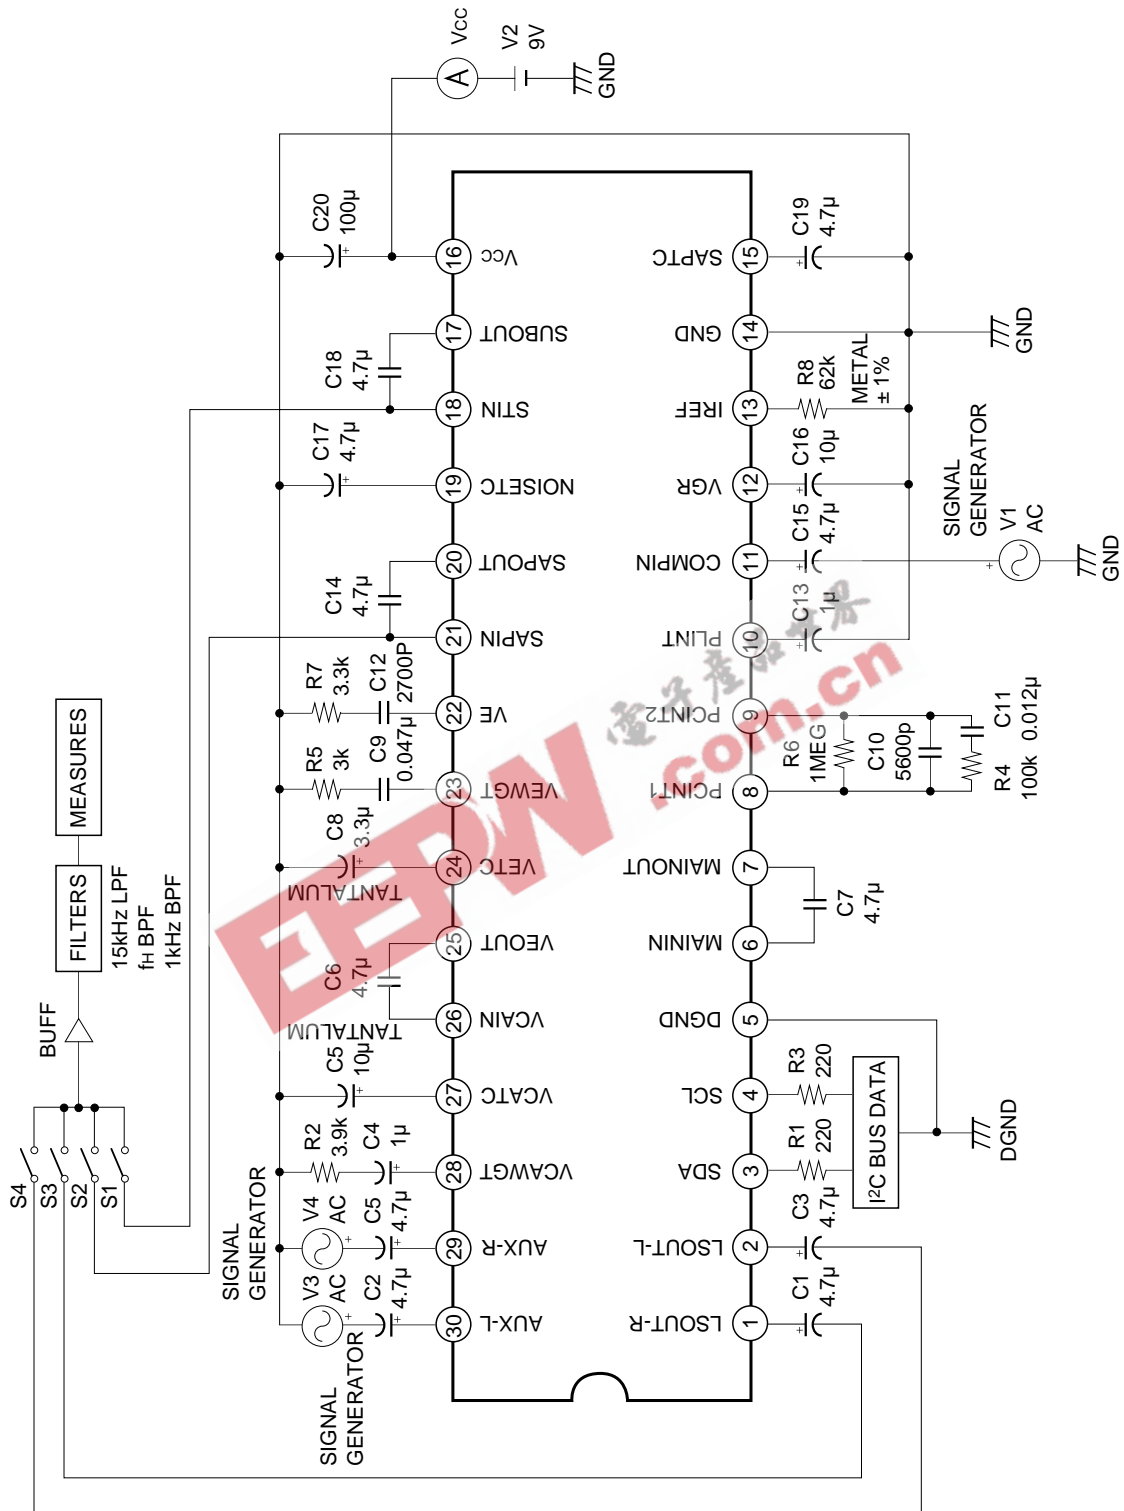 S4
S3
S2
S1
BUFF
FILTERS
MEASURES
15kHz LPF
fH BPF
1kHz BPF
SIGNAL
GENERATOR
V3
AC
C2
4.7µ
SIGNAL
GENERATOR
V4
AC
C5
4.7µ
R2
3.9k
C4
1µ
C5
10µ
TANTALUM
C6
4.7µ
TANTALUM
C8
3.3µ
R5
3k
C9
0.047µ
R7
3.3k
C12
2700P
C14
4.7µ
C17
4.7µ
C18
4.7µ
C20
100µ
A
Vcc
V2
9V
GND
30
29
28
27
26
25
24
23
22
21
20
19
18
17
16
AUX-L
AUX-R
VCAWGT
VCATC
VCAIN
VEOUT
VETC
VEWGT
VE
SAPIN
SAPOUT
NOISETC
STIN
SUBOUT
Vcc
LSOUT-R
LSOUT-L
SDA
SCL
DGND
MAININ
MAINOUT
PCINT1
PCINT2
PLINT
COMPIN
VGR
IREF
GND
SAPTC
1
2
3
4
5
6
7
8
9
10
11
12
13
14
15
C1
4.7µ
C3
4.7µ
R1
220
R3
220
I²C BUS DATA
DGND
C7
4.7µ
R6
1MEG
C10
5600p
R4
100k
C11
0.012µ
C13
1µ
C15
4.7µ
C16
10µ
R8
62k
METAL
± 1%
C19
4.7µ
SIGNAL
GENERATOR
V1
AC
GND
GND
EEPW
電子產品世界
.com.cn